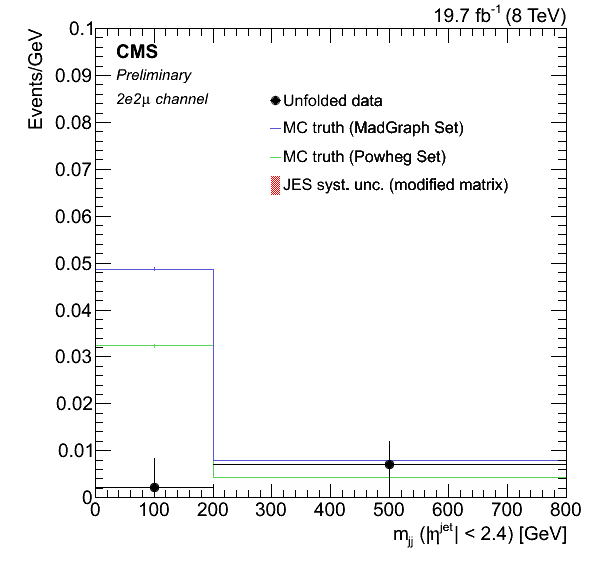 19.7 fb⁻¹ (8 TeV)
Events/GeV
0.1
0.09
0.08
0.07
0.06
0.05
0.04
0.03
0.02
0.01
0
CMS
Preliminary
2e2μ channel
Unfolded data
MC truth (MadGraph Set)
MC truth (Powheg Set)
JES syst. unc. (modified matrix)
0 100 200 300 400 500 600 700 800
m_jj (|η^jet| < 2.4) [GeV]